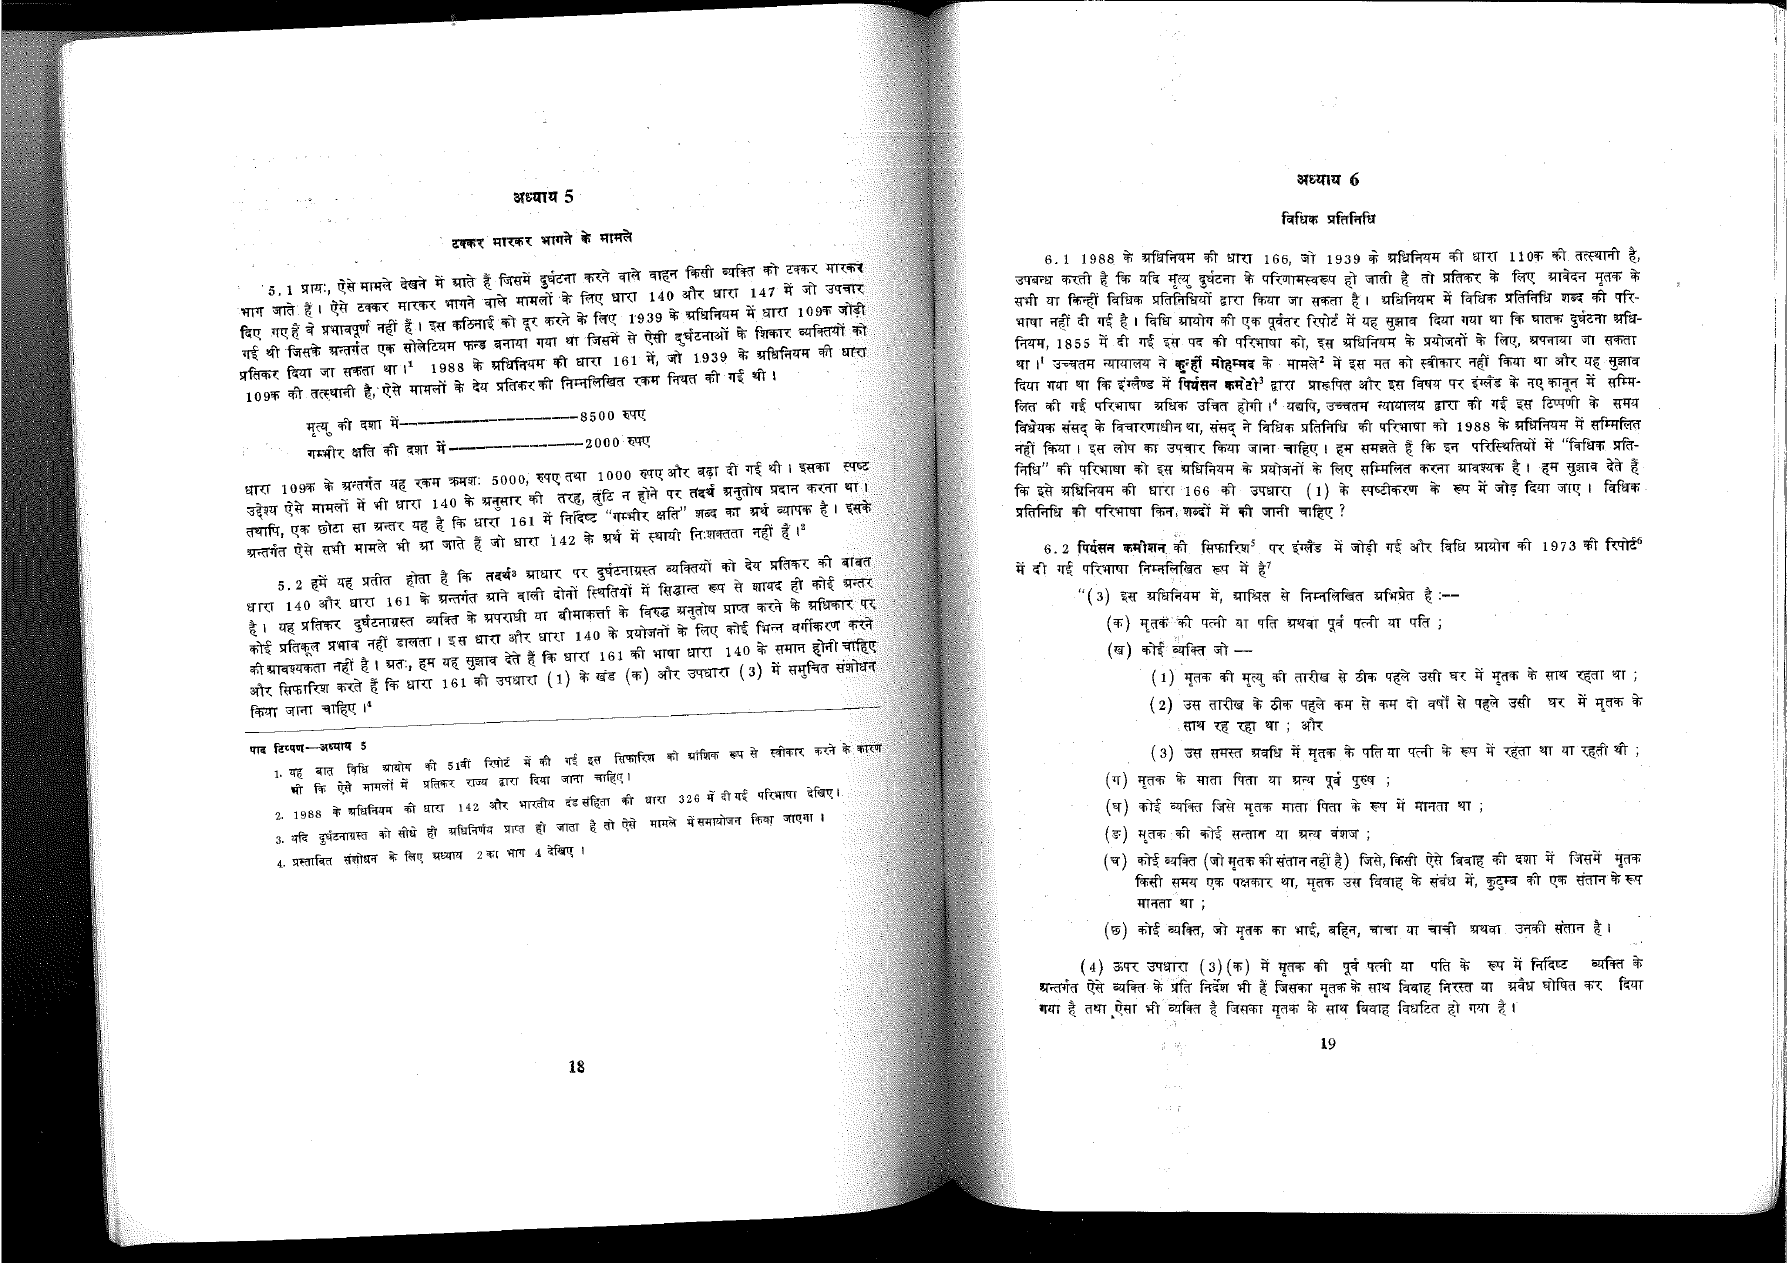 अध्याय 5
टक्कर मारकर भागने के मामले
5.1 प्रायः, ऐसे मामले देखने में आते हैं जिसमें दुर्घटना करने वाले वाहन किसी व्यक्ति को टक्कर मारकर
भाग जाते हैं। ऐसे टक्कर मारकर भागने वाले मामलों के लिए धारा 140 और धारा 147 में जो उपचार
दिए गए हैं वे प्रभावपूर्ण नहीं हैं। इस कठिनाई को दूर करने के लिए 1939 के अधिनियम में धारा 109क जोड़ी
गई थी जिसके अन्तर्गत एक सोलेटियम फन्ड बनाया गया था जिसमें से ऐसी दुर्घटनाओं के शिकार व्यक्तियों को
प्रतिकर दिया जा सकता था।¹ 1988 के अधिनियम की धारा 161 में, जो 1939 के अधिनियम की धारा
109क की तत्स्थानी है, ऐसे मामलों के देय प्रतिकर की निम्नलिखित रकम नियत की गई थी।
मृत्यु की दशा में—8500 रुपए
गम्भीर क्षति की दशा में—2000 रुपए
धारा 109क के अन्तर्गत यह रकम क्रमशः 5000, रुपए तथा 1000 रुपए और बढ़ा दी गई थी। इसका स्पष्ट
उद्देश्य ऐसे मामलों में भी धारा 140 के अनुसार की तरह, त्रुटि न होने पर तदर्थ अनुतोष प्रदान करना था।
तथापि, एक छोटा सा अन्तर यह है कि धारा 161 में निर्दिष्ट "गम्भीर क्षति" शब्द का अर्थ व्यापक है। इसके
अन्तर्गत ऐसे सभी मामले भी आ जाते हैं जो धारा 142 के अर्थ में स्थायी निःशक्तता नहीं हैं।²
5.2 हमें यह प्रतीत होता है कि तदर्थ³ आधार पर दुर्घटनाग्रस्त व्यक्तियों को देय प्रतिकर की बाबत
धारा 140 और धारा 161 के अन्तर्गत आने वाली दोनों स्थितियों में सिद्धान्त रूप से शायद ही कोई अन्तर
है। यह प्रतिकर दुर्घटनाग्रस्त व्यक्ति के अपराधी या बीमाकर्त्ता के विरुद्ध अनुतोष प्राप्त करने के अधिकार पर
कोई प्रतिकूल प्रभाव नहीं डालता। इस धारा और धारा 140 के प्रयोजनों के लिए कोई भिन्न वर्गीकरण करने
की आवश्यकता नहीं है। अतः, हम यह सुझाव देते हैं कि धारा 161 की भाषा धारा 140 के समान होनी चाहिए
और सिफारिश करते हैं कि धारा 161 की उपधारा (1) के खंड (क) और उपधारा (3) में समुचित संशोधन
किया जाना चाहिए।⁴
पाद टिप्पण—अध्याय 5
1. यह बात विधि आयोग की 51वीं रिपोर्ट में की गई इस सिफारिश को आंशिक रूप से स्वीकार करने के कारण
थी कि ऐसे मामलों में प्रतिकर राज्य द्वारा दिया जाना चाहिए।
2. 1988 के अधिनियम की धारा 142 और भारतीय दंड संहिता की धारा 326 में दी गई परिभाषा देखिए।
3. यदि दुर्घटनाग्रस्त को सीधे ही अधिनिर्णय प्राप्त हो जाता है तो ऐसे मामले में समायोजन किया जाएगा।
4. प्रस्तावित संशोधन के लिए अध्याय 2 का भाग 4 देखिए।
18
अध्याय 6
विधिक प्रतिनिधि
6.1 1988 के अधिनियम की धारा 166, जो 1939 के अधिनियम की धारा 110क की तत्स्थानी है,
उपबन्ध करती है कि यदि मृत्यु दुर्घटना के परिणामस्वरूप हो जाती है तो प्रतिकर के लिए आवेदन मृतक के
सभी या किन्हीं विधिक प्रतिनिधियों द्वारा किया जा सकता है। अधिनियम में विधिक प्रतिनिधि शब्द की परि-
भाषा नहीं दी गई है। विधि आयोग की एक पूर्वतर रिपोर्ट में यह सुझाव दिया गया था कि घातक दुर्घटना अधि-
नियम, 1855 में दी गई इस पद की परिभाषा को, इस अधिनियम के प्रयोजनों के लिए, अपनाया जा सकता
था।¹ उच्चतम न्यायालय ने कुन्हीं मोहम्मद के मामले² में इस मत को स्वीकार नहीं किया था और यह सुझाव
दिया गया था कि इंग्लैण्ड में पियर्सन कमेटी³ द्वारा प्रारूपित और इस विषय पर इंग्लैंड के नए कानून में सम्मि-
लित की गई परिभाषा अधिक उचित होगी।⁴ यद्यपि, उच्चतम न्यायालय द्वारा की गई इस टिप्पणी के समय
विधेयक संसद् के विचारणाधीन था, संसद् ने विधिक प्रतिनिधि की परिभाषा को 1988 के अधिनियम में सम्मिलित
नहीं किया। इस लोप का उपचार किया जाना चाहिए। हम समझते हैं कि इन परिस्थितियों में "विधिक प्रति-
निधि" की परिभाषा को इस अधिनियम के प्रयोजनों के लिए सम्मिलित करना आवश्यक है। हम सुझाव देते हैं
कि इसे अधिनियम की धारा 166 की उपधारा (1) के स्पष्टीकरण के रूप में जोड़ दिया जाए। विधिक
प्रतिनिधि की परिभाषा किन शब्दों में की जानी चाहिए ?
6.2 पियर्सन कमीशन की सिफारिश⁵ पर इंग्लैंड में जोड़ी गई और विधि आयोग की 1973 की रिपोर्ट⁶
में दी गई परिभाषा निम्नलिखित रूप में है⁷
"(3) इस अधिनियम में, आश्रित से निम्नलिखित अभिप्रेत है :--
(क) मृतक की पत्नी या पति अथवा पूर्व पत्नी या पति ;
(ख) कोई व्यक्ति जो —
(1) मृतक की मृत्यु की तारीख से ठीक पहले उसी घर में मृतक के साथ रहता था ;
(2) उस तारीख के ठीक पहले कम से कम दो वर्षों से पहले उसी घर में मृतक के
साथ रह रहा था ; और
(3) उस समस्त अवधि में मृतक के पति या पत्नी के रूप में रहता था या रहती थी ;
(ग) मृतक के माता पिता या अन्य पूर्व पुरुष ;
(घ) कोई व्यक्ति जिसे मृतक माता पिता के रूप में मानता था ;
(ङ) मृतक की कोई सन्तान या अन्य वंशज ;
(च) कोई व्यक्ति (जो मृतक की संतान नहीं है) जिसे, किसी ऐसे विवाह की दशा में जिसमें मृतक
किसी समय एक पक्षकार था, मृतक उस विवाह के संबंध में, कुटुम्ब की एक संतान के रूप
मानता था ;
(छ) कोई व्यक्ति, जो मृतक का भाई, बहिन, चाचा या चाची अथवा उनकी संतान है।
(4) ऊपर उपधारा (3)(क) में मृतक की पूर्व पत्नी या पति के रूप में निर्दिष्ट व्यक्ति के
अन्तर्गत ऐसे व्यक्ति के प्रति निर्देश भी हैं जिसका मृतक के साथ विवाह निरस्त या अवैध घोषित कर दिया
गया है तथा ऐसा भी व्यक्ति है जिसका मृतक के साथ विवाह विघटित हो गया है।
19